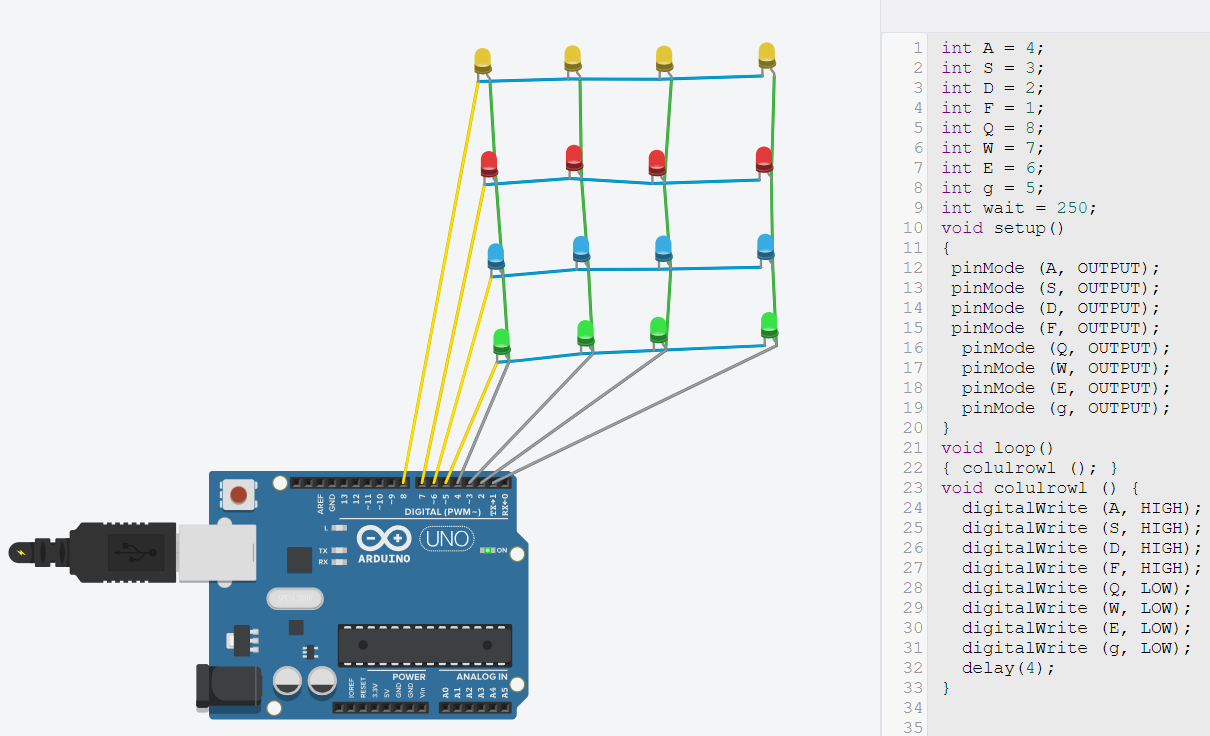 1 int A = 4;
2 int S = 3;
3 int D = 2;
4 int F = 1;
5 int Q = 8;
6 int W = 7;
7 int E = 6;
8 int g = 5;
9 int wait = 250;
10 void setup()
11 {
12 pinMode (A, OUTPUT);
13 pinMode (S, OUTPUT);
14 pinMode (D, OUTPUT);
15 pinMode (F, OUTPUT);
16 pinMode (Q, OUTPUT);
17 pinMode (W, OUTPUT);
18 pinMode (E, OUTPUT);
19 pinMode (g, OUTPUT);
20 }
21 void loop()
22 { colulrowl (); }
23 void colulrowl () {
24 digitalWrite (A, HIGH);
25 digitalWrite (S, HIGH);
26 digitalWrite (D, HIGH);
27 digitalWrite (F, HIGH);
28 digitalWrite (Q, LOW);
29 digitalWrite (W, LOW);
30 digitalWrite (E, LOW);
31 digitalWrite (g, LOW);
32 delay(4);
33 }
34
35
AREF GND 13 12 ~11 ~10 ~9 8 7 ~6 ~5 4 ~3 2 TX→1 RX←0
DIGITAL (PWM~)
L
TX
RX
ARDUINO
UNO
ON
POWER
ANALOG IN
IOREF RESET 3.3V 5V GND GND Vin A0 A1 A2 A3 A4 A5